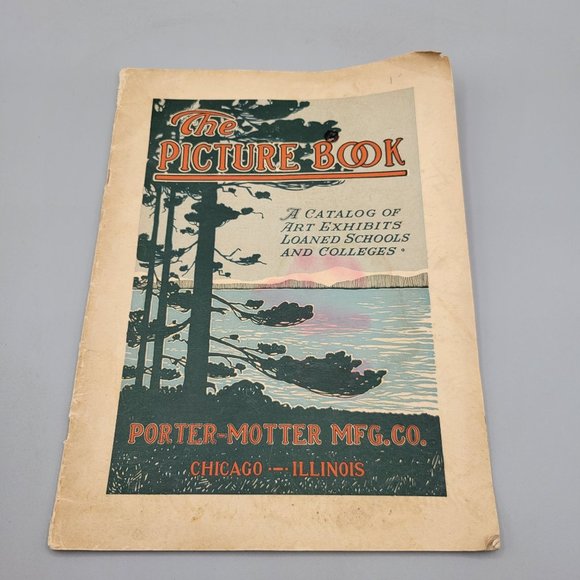 The
PICTURE BOOK
A CATALOG OF
ART EXHIBITS
LOANED SCHOOLS
AND COLLEGES
PORTER-MOTTER MFG.CO.
CHICAGO - ILLINOIS